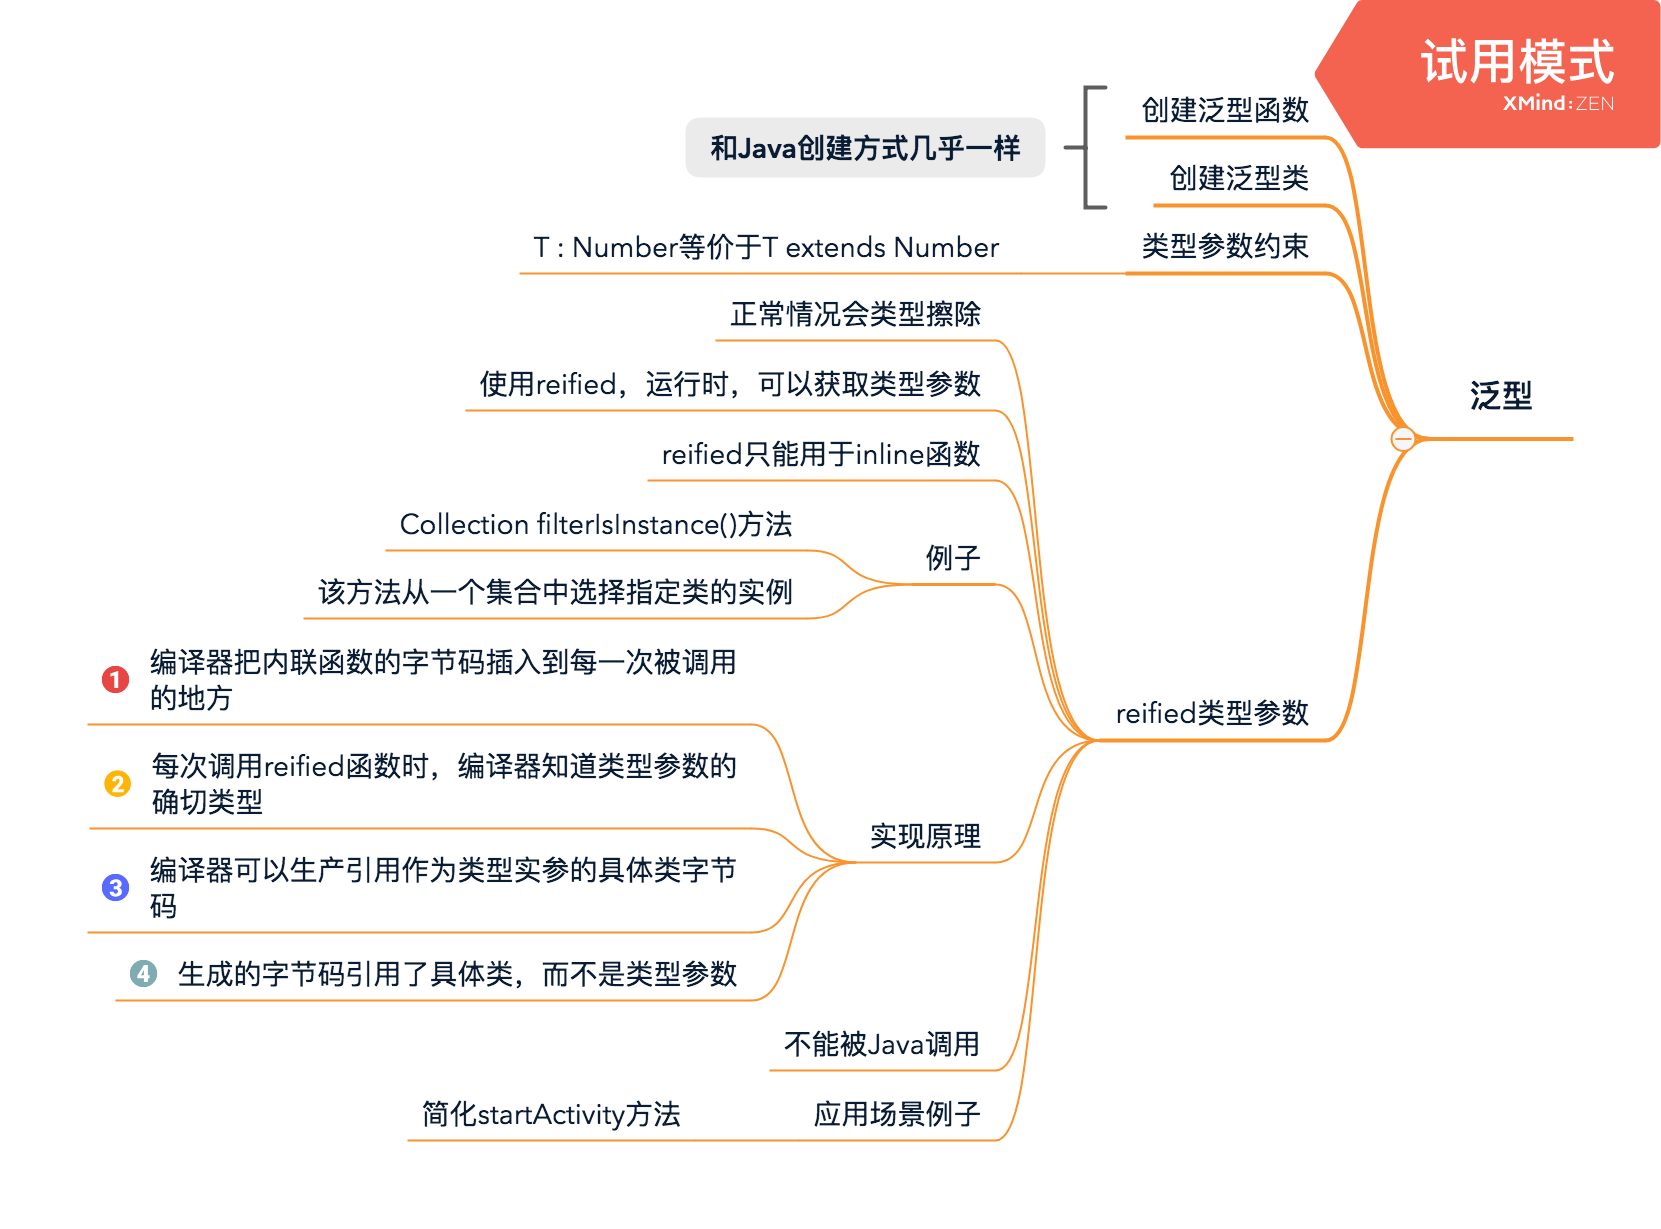 试用模式
XMind:ZEN
创建泛型函数
和Java创建方式几乎一样
创建泛型类
T : Number等价于T extends Number
类型参数约束
正常情况会类型擦除
使用reified，运行时，可以获取类型参数
泛型
reified只能用于inline函数
Collection filterIsInstance()方法
例子
该方法从一个集合中选择指定类的实例
1 编译器把内联函数的字节码插入到每一次被调用
的地方
reified类型参数
2 每次调用reified函数时，编译器知道类型参数的
确切类型
实现原理
3 编译器可以生产引用作为类型实参的具体类字节
码
4 生成的字节码引用了具体类，而不是类型参数
不能被Java调用
简化startActivity方法
应用场景例子